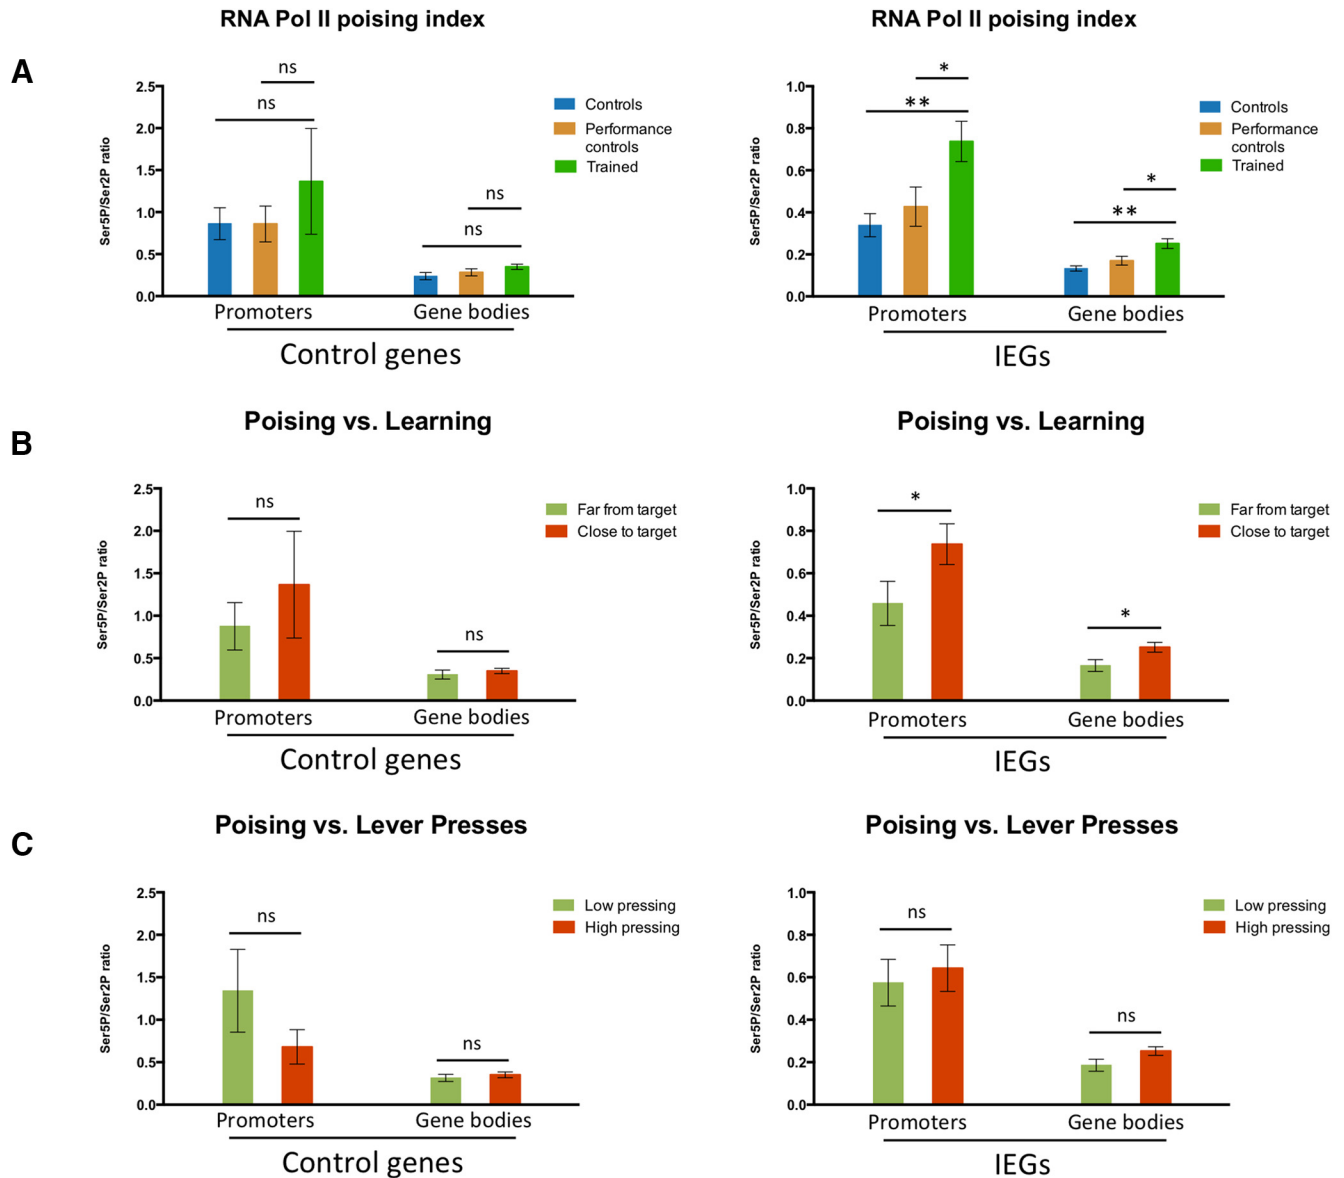 RNA Pol II poising index
RNA Pol II poising index
A
ns
ns
ns
ns
2.5
2.0
1.5
1.0
0.5
0.0
Ser5P/Ser2P ratio
Controls
Performance
controls
Trained
Promoters
Gene bodies
Control genes
*
**
*
**
1.0
0.8
0.6
0.4
0.2
0.0
Ser5P/Ser2P ratio
Controls
Performance
controls
Trained
Promoters
Gene bodies
IEGs
Poising vs. Learning
Poising vs. Learning
B
ns
ns
2.5
2.0
1.5
1.0
0.5
0.0
Ser5P/Ser2P ratio
Far from target
Close to target
Promoters
Gene bodies
Control genes
*
*
1.0
0.8
0.6
0.4
0.2
0.0
Ser5P/Ser2P ratio
Far from target
Close to target
Promoters
Gene bodies
IEGs
Poising vs. Lever Presses
Poising vs. Lever Presses
C
ns
ns
2.5
2.0
1.5
1.0
0.5
0.0
Ser5P/Ser2P ratio
Low pressing
High pressing
Promoters
Gene bodies
Control genes
ns
ns
1.0
0.8
0.6
0.4
0.2
0.0
Ser5P/Ser2P ratio
Low pressing
High pressing
Promoters
Gene bodies
IEGs